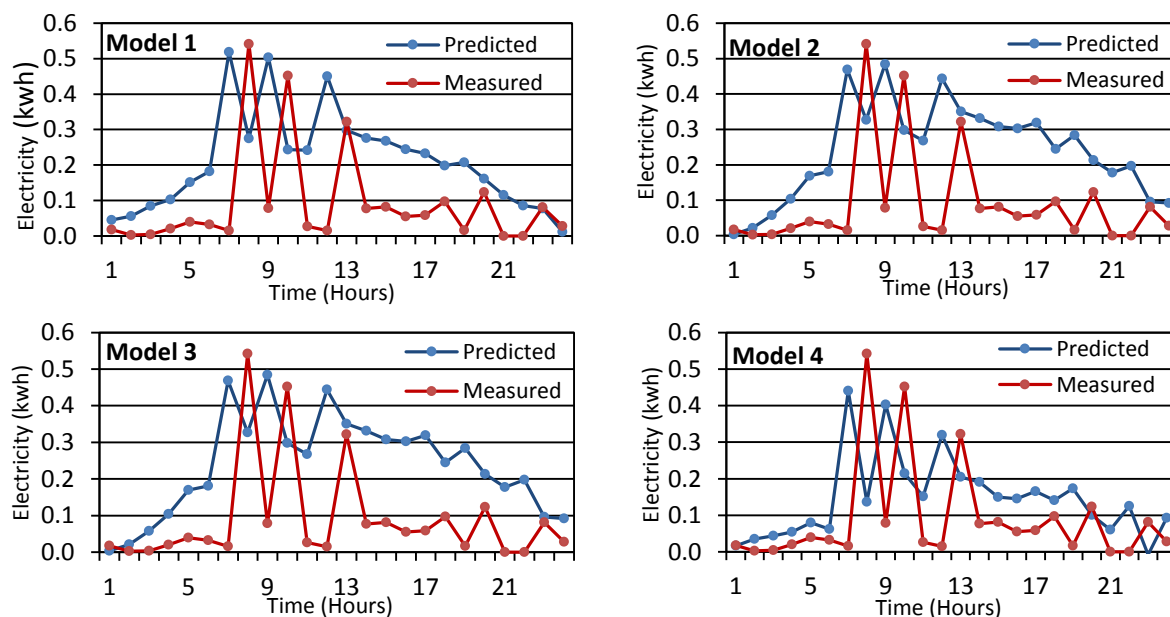 Model 1
Predicted
Measured
Electricity (kwh)
0.6
0.5
0.4
0.3
0.2
0.1
0.0
1 5 9 13 17 21
Time (Hours)
Model 2
Predicted
Measured
Electricity (kwh)
0.6
0.5
0.4
0.3
0.2
0.1
0.0
1 5 9 13 17 21
Time (Hours)
Model 3
Predicted
Measured
Electricity (kwh)
0.6
0.5
0.4
0.3
0.2
0.1
0.0
1 5 9 13 17 21
Time (Hours)
Model 4
Predicted
Measured
Electricity (kwh)
0.6
0.5
0.4
0.3
0.2
0.1
0.0
1 5 9 13 17 21
Time (Hours)